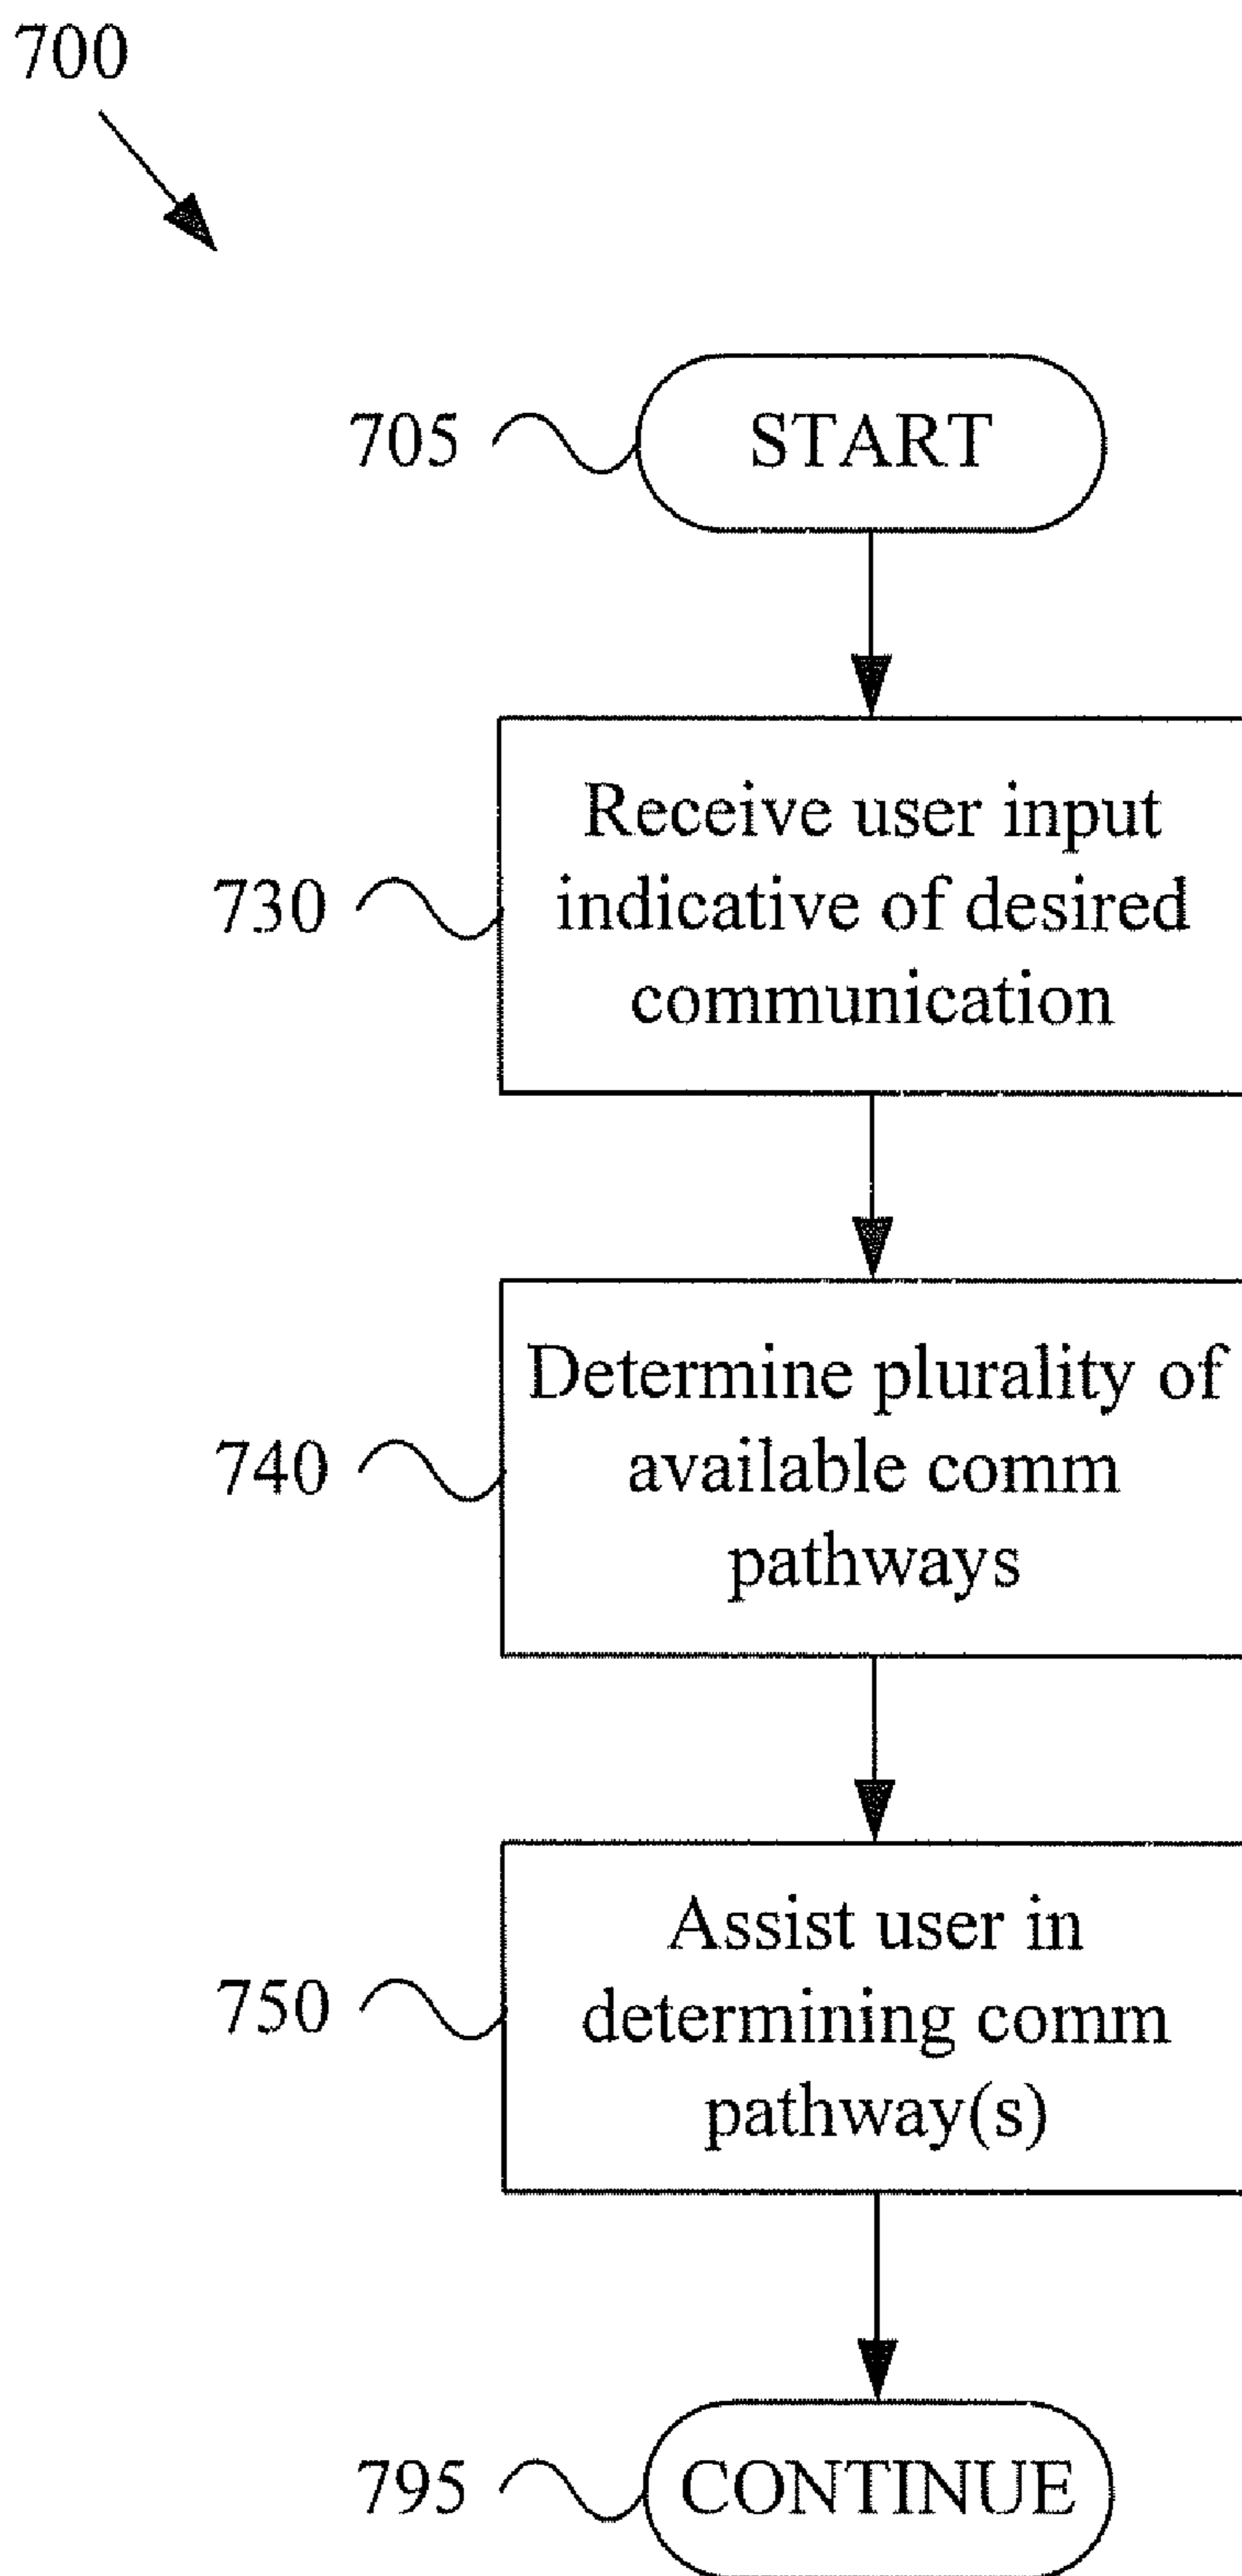 700
705
START
730
Receive user input
indicative of desired
communication
740
Determine plurality of
available comm
pathways
750
Assist user in
determining comm
pathway(s)
795
CONTINUE